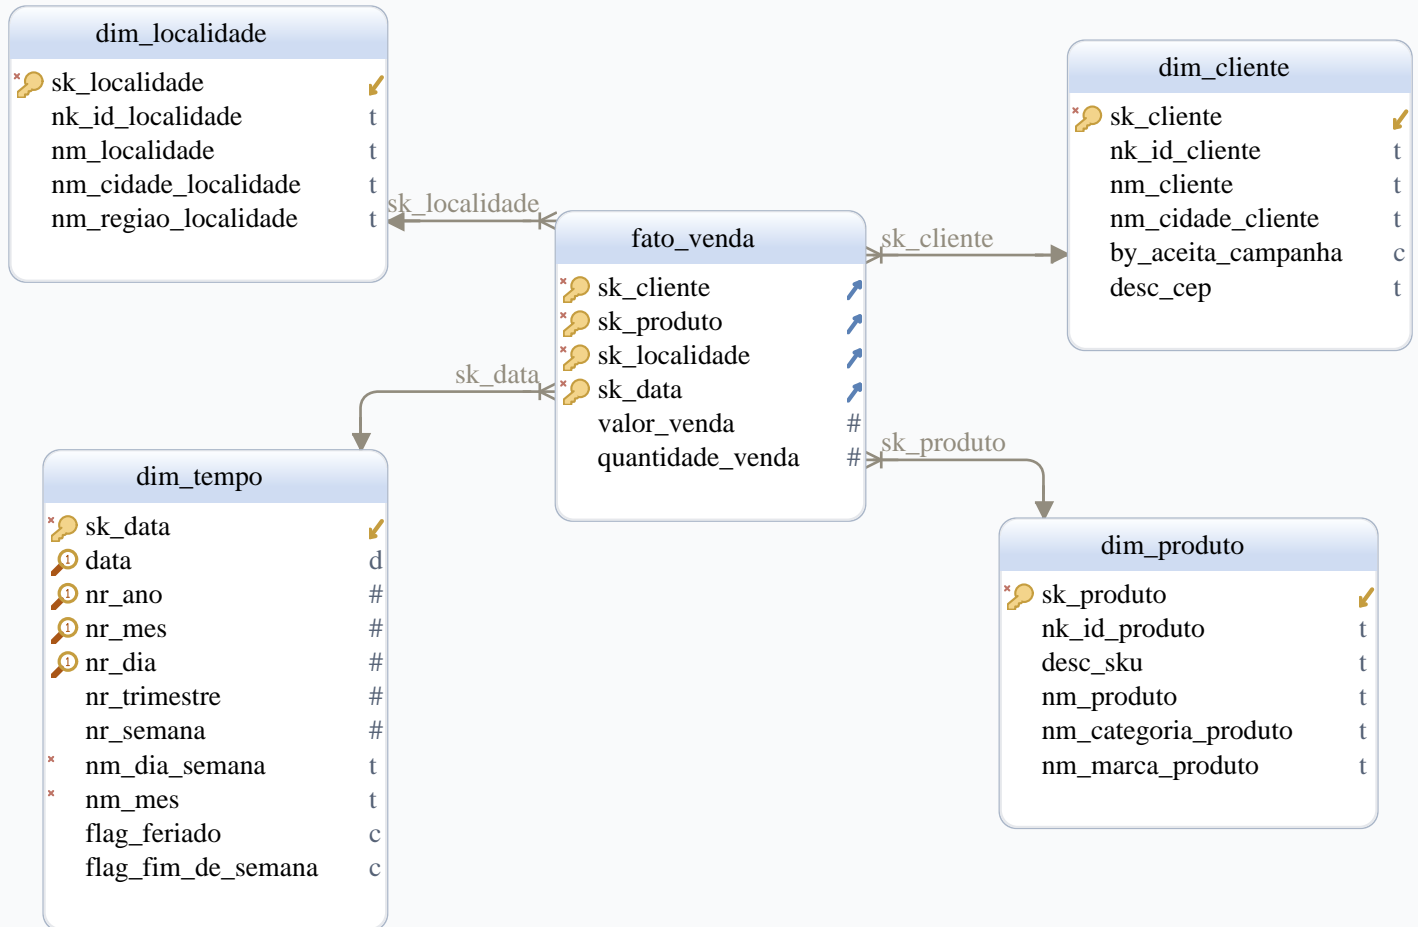 dim_localidade
sk_localidade
nk_id_localidade t
nm_localidade t
nm_cidade_localidade t
nm_regiao_localidade t
dim_cliente
sk_cliente
nk_id_cliente t
nm_cliente t
nm_cidade_cliente t
by_aceita_campanha c
desc_cep t
sk_localidade
sk_cliente
fato_venda
sk_cliente
sk_produto
sk_localidade
sk_data
valor_venda #
quantidade_venda #
sk_data
sk_produto
dim_tempo
sk_data
data d
nr_ano #
nr_mes #
nr_dia #
nr_trimestre #
nr_semana #
nm_dia_semana t
nm_mes t
flag_feriado c
flag_fim_de_semana c
dim_produto
sk_produto
nk_id_produto t
desc_sku t
nm_produto t
nm_categoria_produto t
nm_marca_produto t